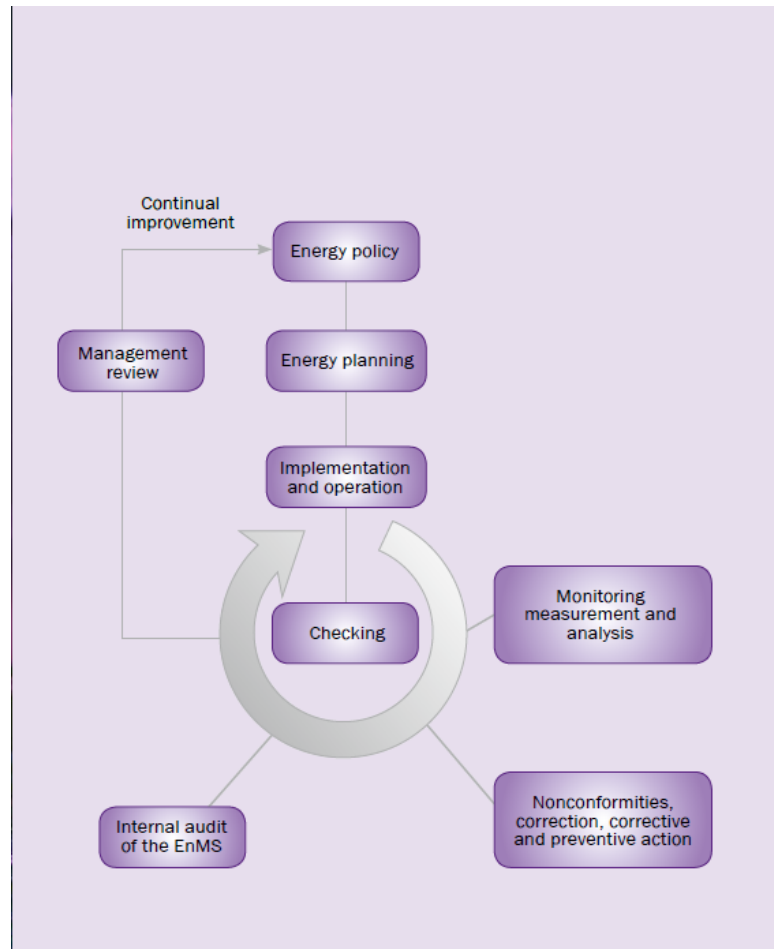 Continual
improvement
Energy policy
Management
review
Energy planning
Implementation
and operation
Checking
Monitoring
measurement and
analysis
Internal audit
of the EnMS
Nonconformities,
correction, corrective
and preventive action